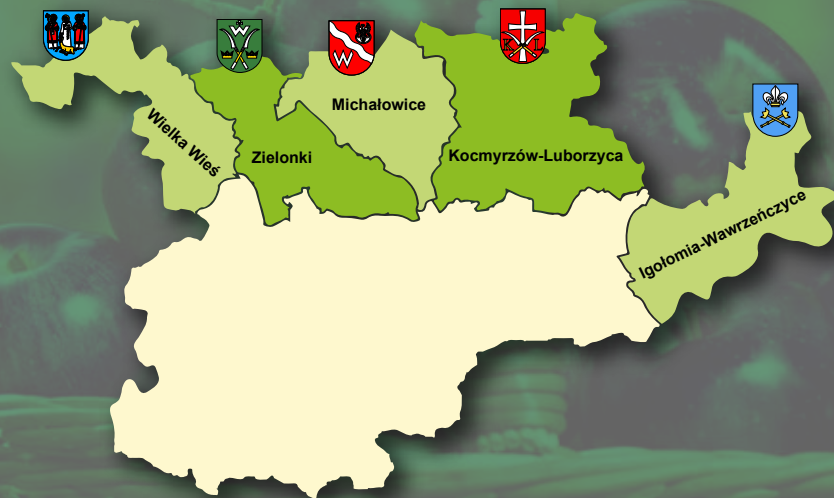 Wielka Wieś
Zielonki
Michałowice
Kocmyrzów-Luborzyca
Igołomia-Wawrzeńczyce
W
W
K L